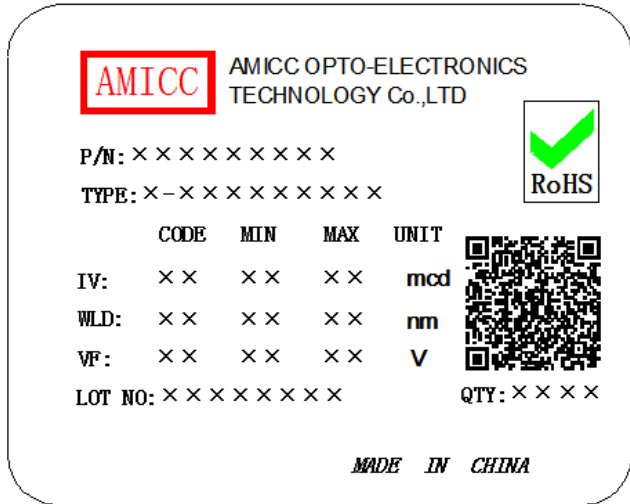 AMICC
AMICC OPTO-ELECTRONICS
TECHNOLOGY Co.,LTD
RoHS
P/N: × × × × × × × × ×
TYPE: ×-× × × × × × × × ×
CODE MIN MAX UNIT
IV: × × × × × × mcd
WLD: × × × × × × nm
VF: × × × × × × V
LOT NO: × × × × × × × × QTY: × × × ×
MADE IN CHINA